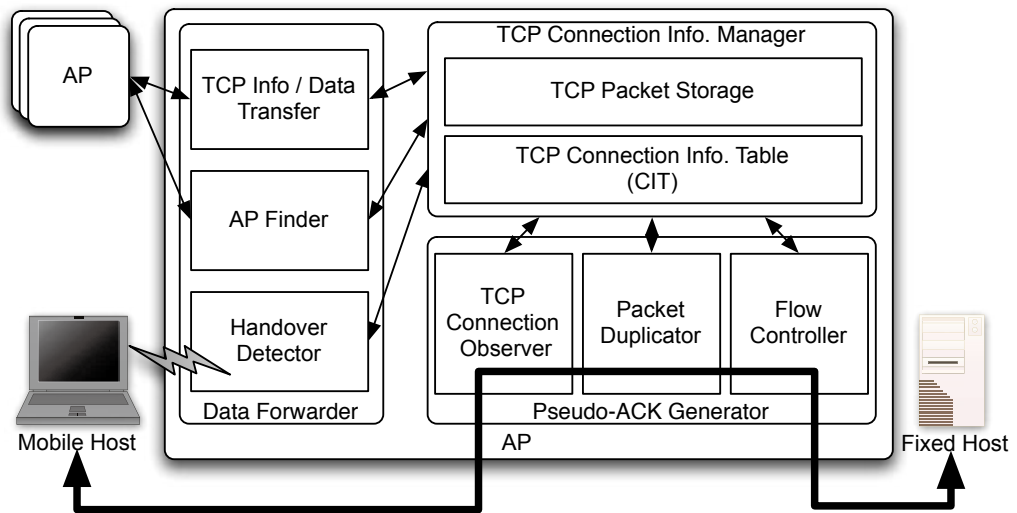 AP
TCP Info / Data
Transfer
AP Finder
Handover
Detector
Data Forwarder
TCP Connection Info. Manager
TCP Packet Storage
TCP Connection Info. Table
(CIT)
TCP
Connection
Observer
Packet
Duplicator
Flow
Controller
Pseudo-ACK Generator
AP
Mobile Host
Fixed Host